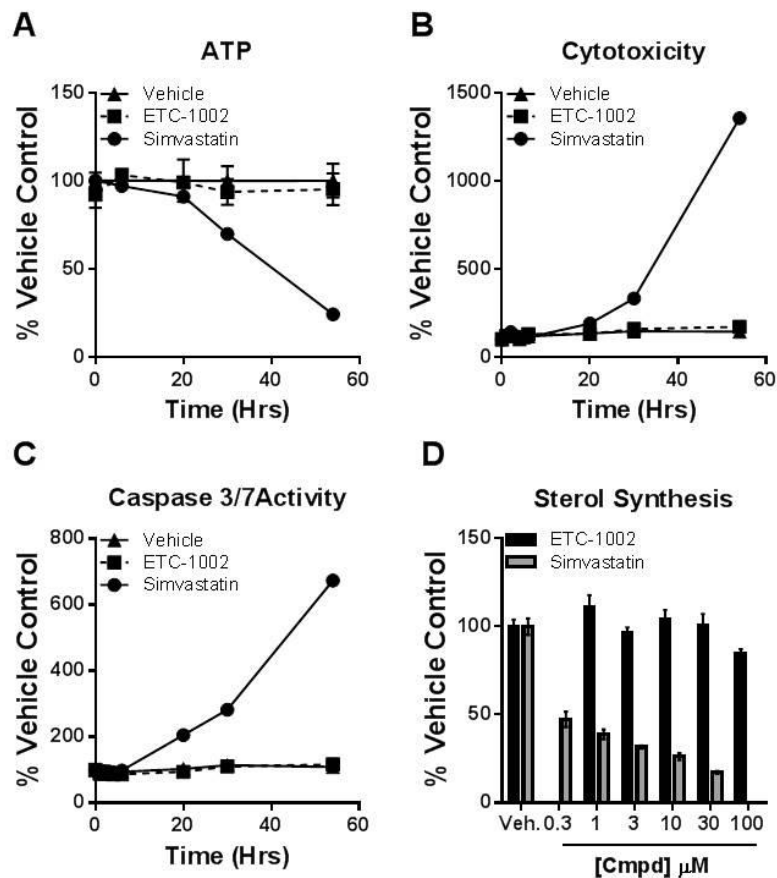 A
ATP
% Vehicle Control
150
100
50
0
Vehicle
ETC-1002
Simvastatin
0 20 40 60
Time (Hrs)
B
Cytotoxicity
% Vehicle Control
1500
1000
500
0
Vehicle
ETC-1002
Simvastatin
0 20 40 60
Time (Hrs)
C
Caspase 3/7Activity
% Vehicle Control
800
600
400
200
0
Vehicle
ETC-1002
Simvastatin
0 20 40 60
Time (Hrs)
D
Sterol Synthesis
% Vehicle Control
150
100
50
0
ETC-1002
Simvastatin
Veh. 0.3 1 3 10 30 100
[Cmpd] µM